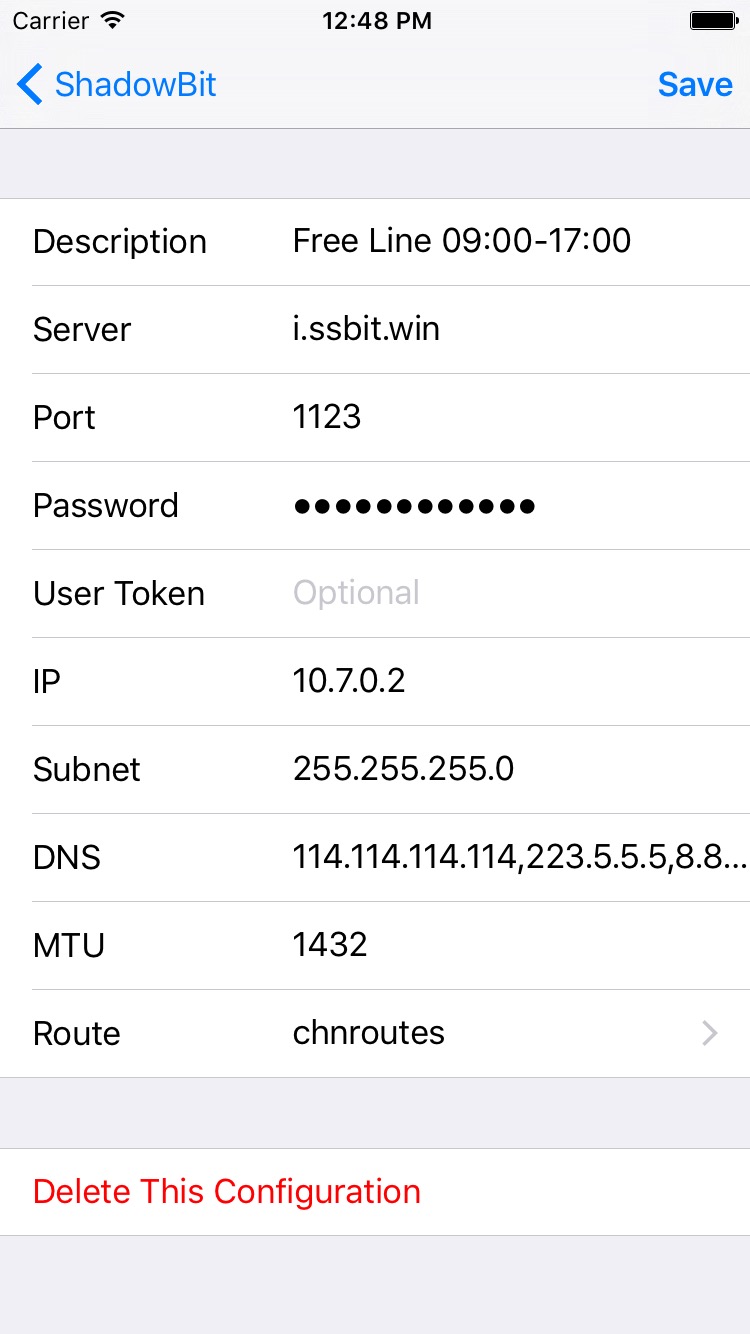 Carrier 12:48 PM
ShadowBit Save
Description Free Line 09:00-17:00
Server i.ssbit.win
Port 1123
Password ●●●●●●●●●●●●
User Token Optional
IP 10.7.0.2
Subnet 255.255.255.0
DNS 114.114.114.114,223.5.5.5,8.8...
MTU 1432
Route chnroutes
Delete This Configuration